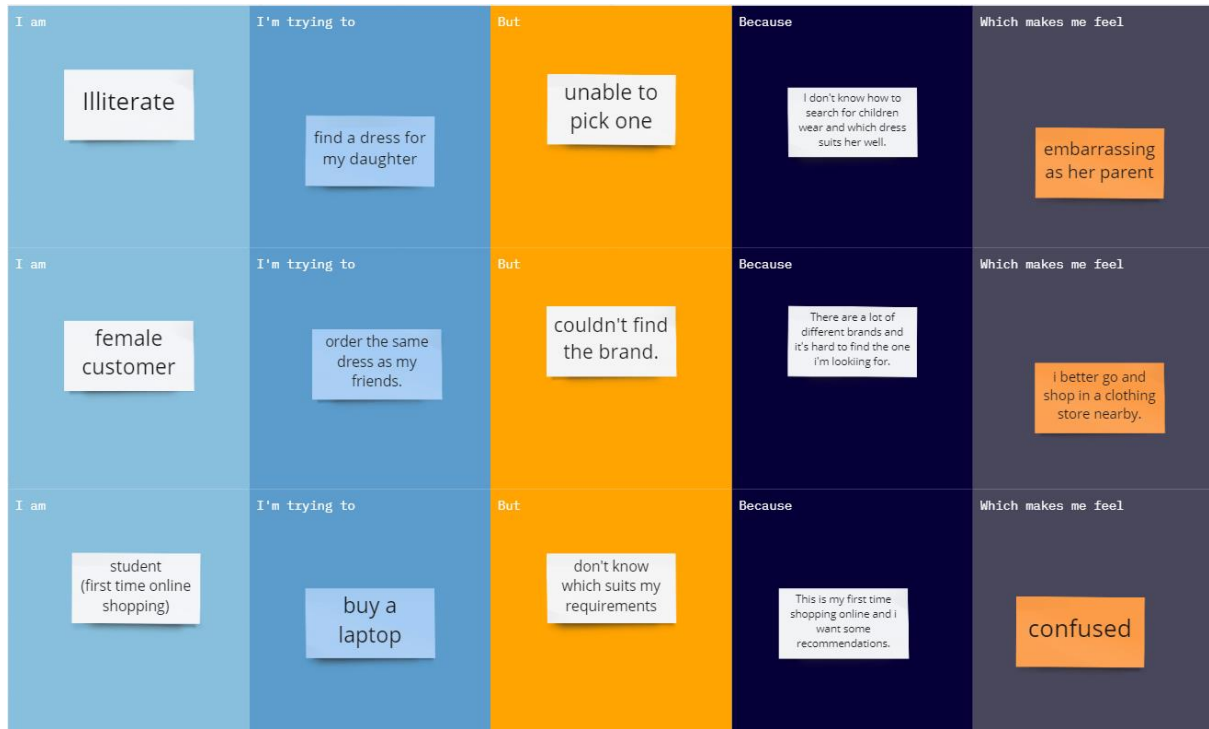 I am
I'm trying to
But
Because
Which makes me feel
Illiterate
find a dress for
my daughter
unable to
pick one
I don't know how to
search for children
wear and which dress
suits her well.
embarrassing
as her parent
I am
I'm trying to
But
Because
Which makes me feel
female
customer
order the same
dress as my
friends.
couldn't find
the brand.
There are a lot of
different brands and
it's hard to find the one
i'm lookiing for.
i better go and
shop in a clothing
store nearby.
I am
I'm trying to
But
Because
Which makes me feel
student
(first time online
shopping)
buy a
laptop
don't know
which suits my
requirements
This is my first time
shopping online and i
want some
recommendations.
confused